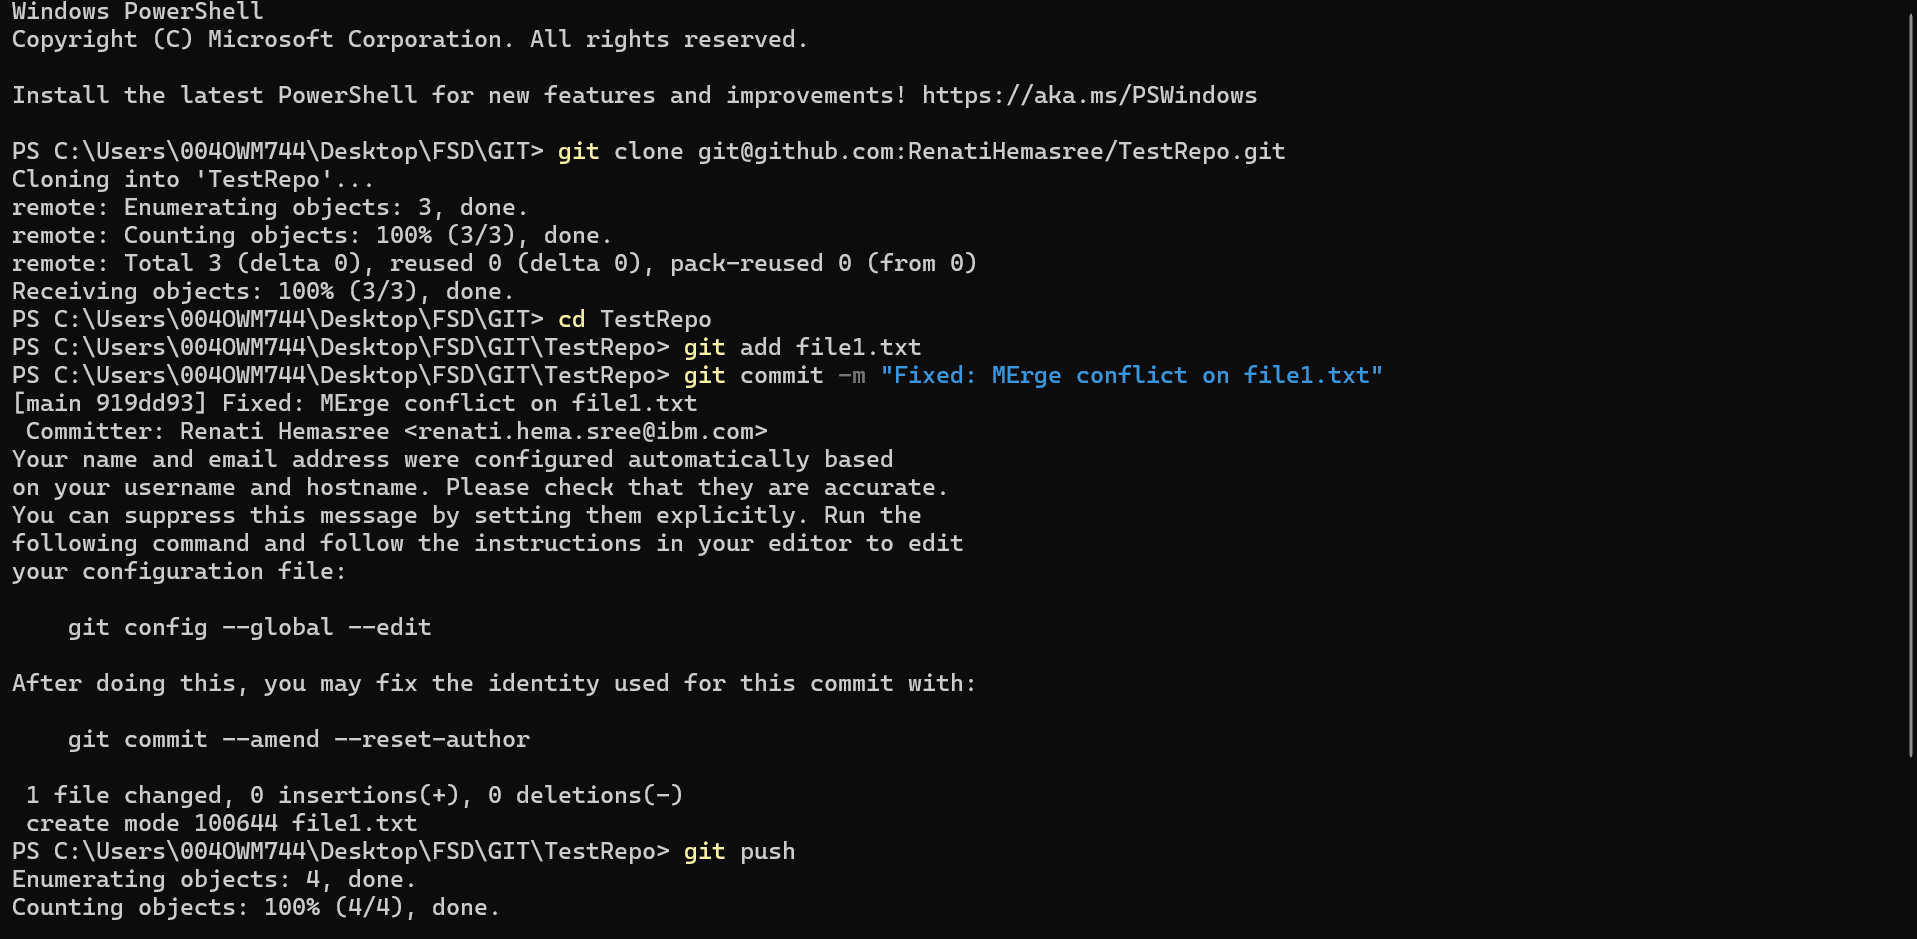 Windows PowerShell
Copyright (C) Microsoft Corporation. All rights reserved.
Install the latest PowerShell for new features and improvements! https://aka.ms/PSWindows
PS C:\Users\004OWM744\Desktop\FSD\GIT> git clone git@github.com:RenatiHemasree/TestRepo.git
Cloning into 'TestRepo'...
remote: Enumerating objects: 3, done.
remote: Counting objects: 100% (3/3), done.
remote: Total 3 (delta 0), reused 0 (delta 0), pack-reused 0 (from 0)
Receiving objects: 100% (3/3), done.
PS C:\Users\004OWM744\Desktop\FSD\GIT> cd TestRepo
PS C:\Users\004OWM744\Desktop\FSD\GIT\TestRepo> git add file1.txt
PS C:\Users\004OWM744\Desktop\FSD\GIT\TestRepo> git commit -m "Fixed: MErge conflict on file1.txt"
[main 919dd93] Fixed: MErge conflict on file1.txt
 Committer: Renati Hemasree <renati.hema.sree@ibm.com>
Your name and email address were configured automatically based
on your username and hostname. Please check that they are accurate.
You can suppress this message by setting them explicitly. Run the
following command and follow the instructions in your editor to edit
your configuration file:
    git config --global --edit
After doing this, you may fix the identity used for this commit with:
    git commit --amend --reset-author
 1 file changed, 0 insertions(+), 0 deletions(-)
 create mode 100644 file1.txt
PS C:\Users\004OWM744\Desktop\FSD\GIT\TestRepo> git push
Enumerating objects: 4, done.
Counting objects: 100% (4/4), done.